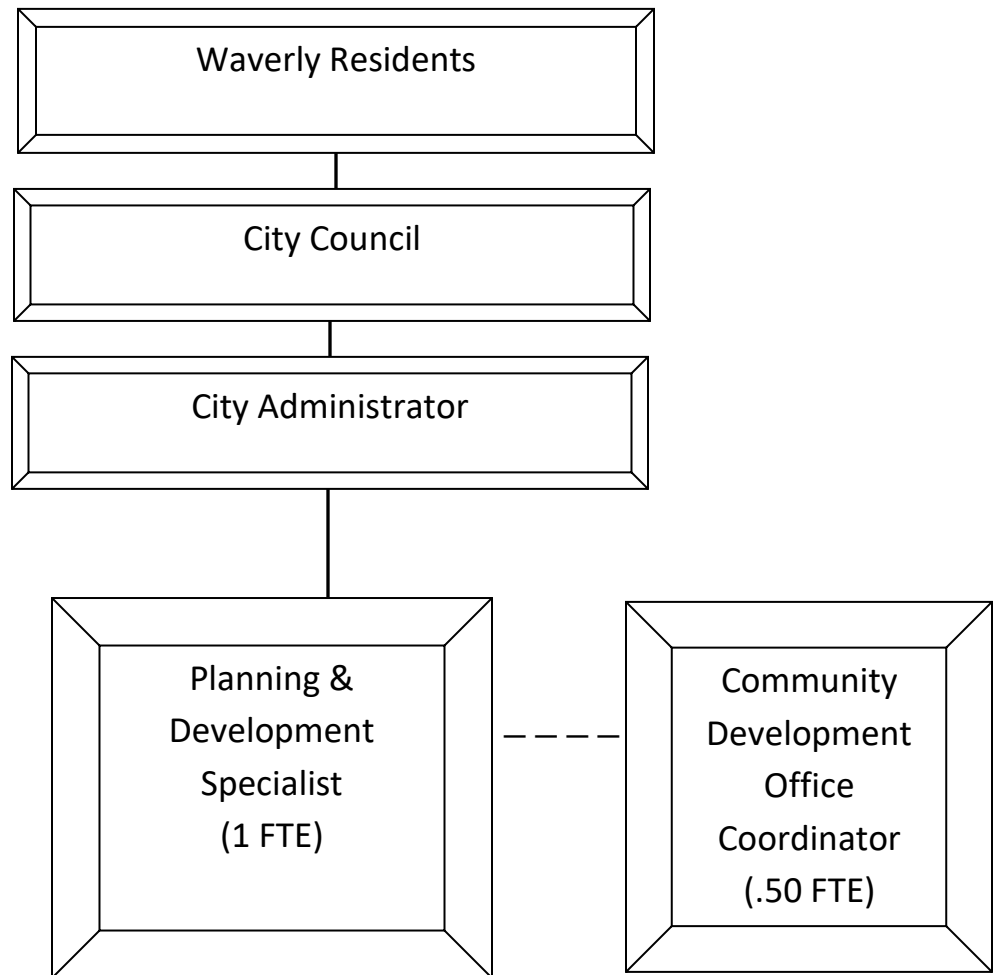 Waverly Residents
City Council
City Administrator
Planning &
Development
Specialist
(1 FTE)
Community
Development
Office
Coordinator
(.50 FTE)